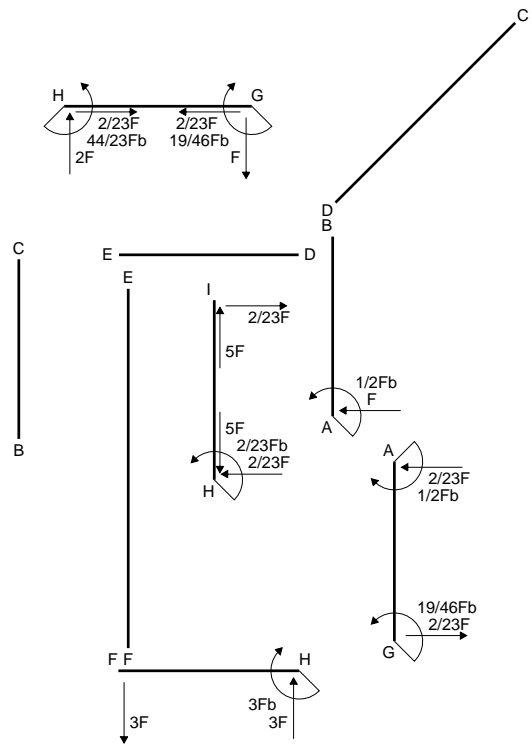 C
H
G
2/23F
2/23F
44/23Fb
19/46Fb
2F
F
D
B
C
E
D
E
I
2/23F
5F
1/2Fb
F
A
5F
2/23Fb
2/23F
H
B
A
2/23F
1/2Fb
19/46Fb
2/23F
G
F F
H
3Fb
3F
3F